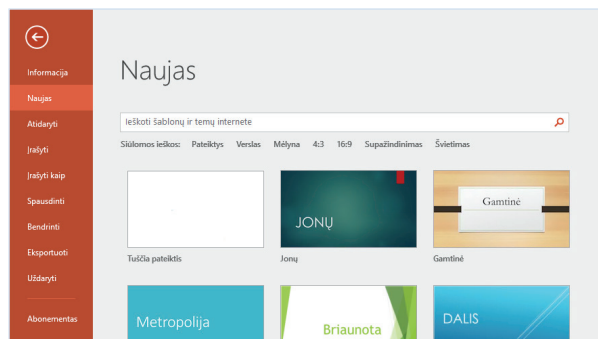 Informacija
Naujas
Atidaryti
Įrašyti
Įrašyti kaip
Spausdinti
Bendrinti
Eksportuoti
Uždaryti
Abonementas
Naujas
Ieškoti šablonų ir temų internete
Siūlomos ieškos: Pateiktys Verslas Mėlyna 4:3 16:9 Supažindinimas Švietimas
JONŲ
Gamtinė
Tuščia pateiktis
Jonų
Gamtinė
Metropolija
Briaunota
DALIS